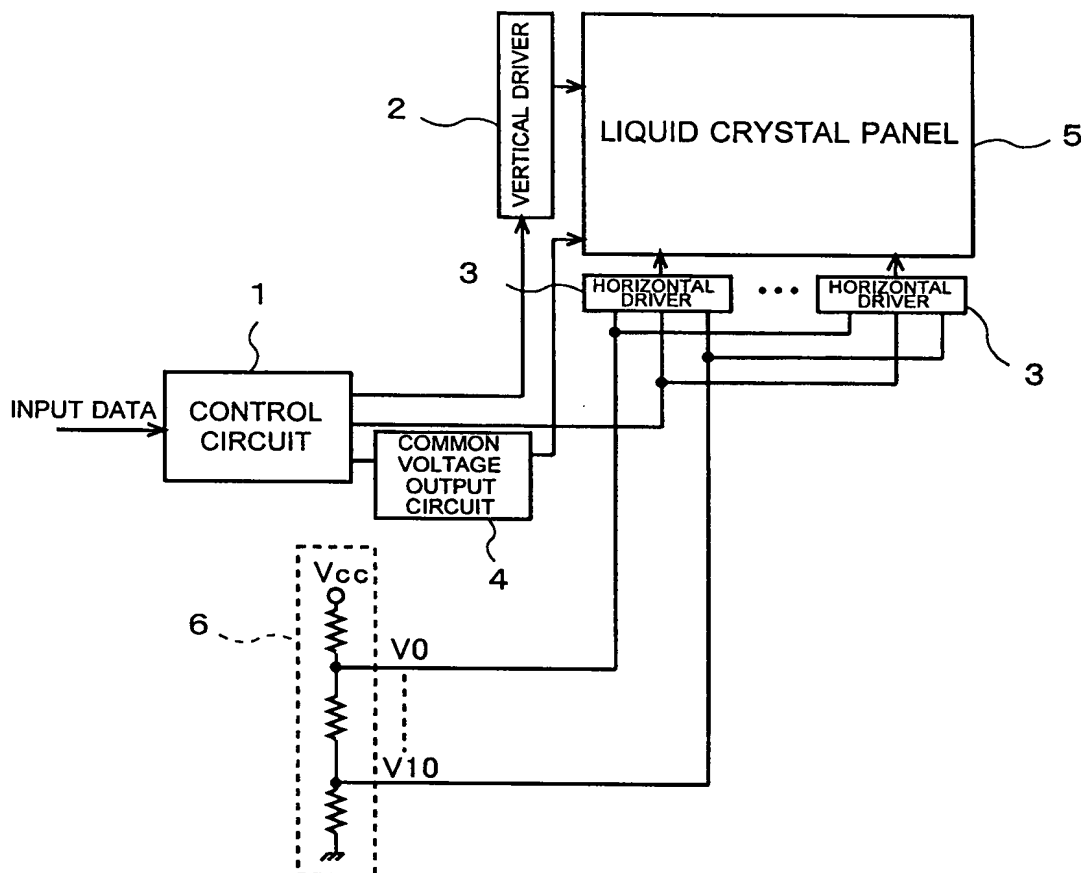 2
VERTICAL DRIVER
LIQUID CRYSTAL PANEL
5
3
HORIZONTAL
DRIVER
HORIZONTAL
DRIVER
3
1
INPUT DATA
CONTROL
CIRCUIT
COMMON
VOLTAGE
OUTPUT
CIRCUIT
4
6
Vcc
V0
V10